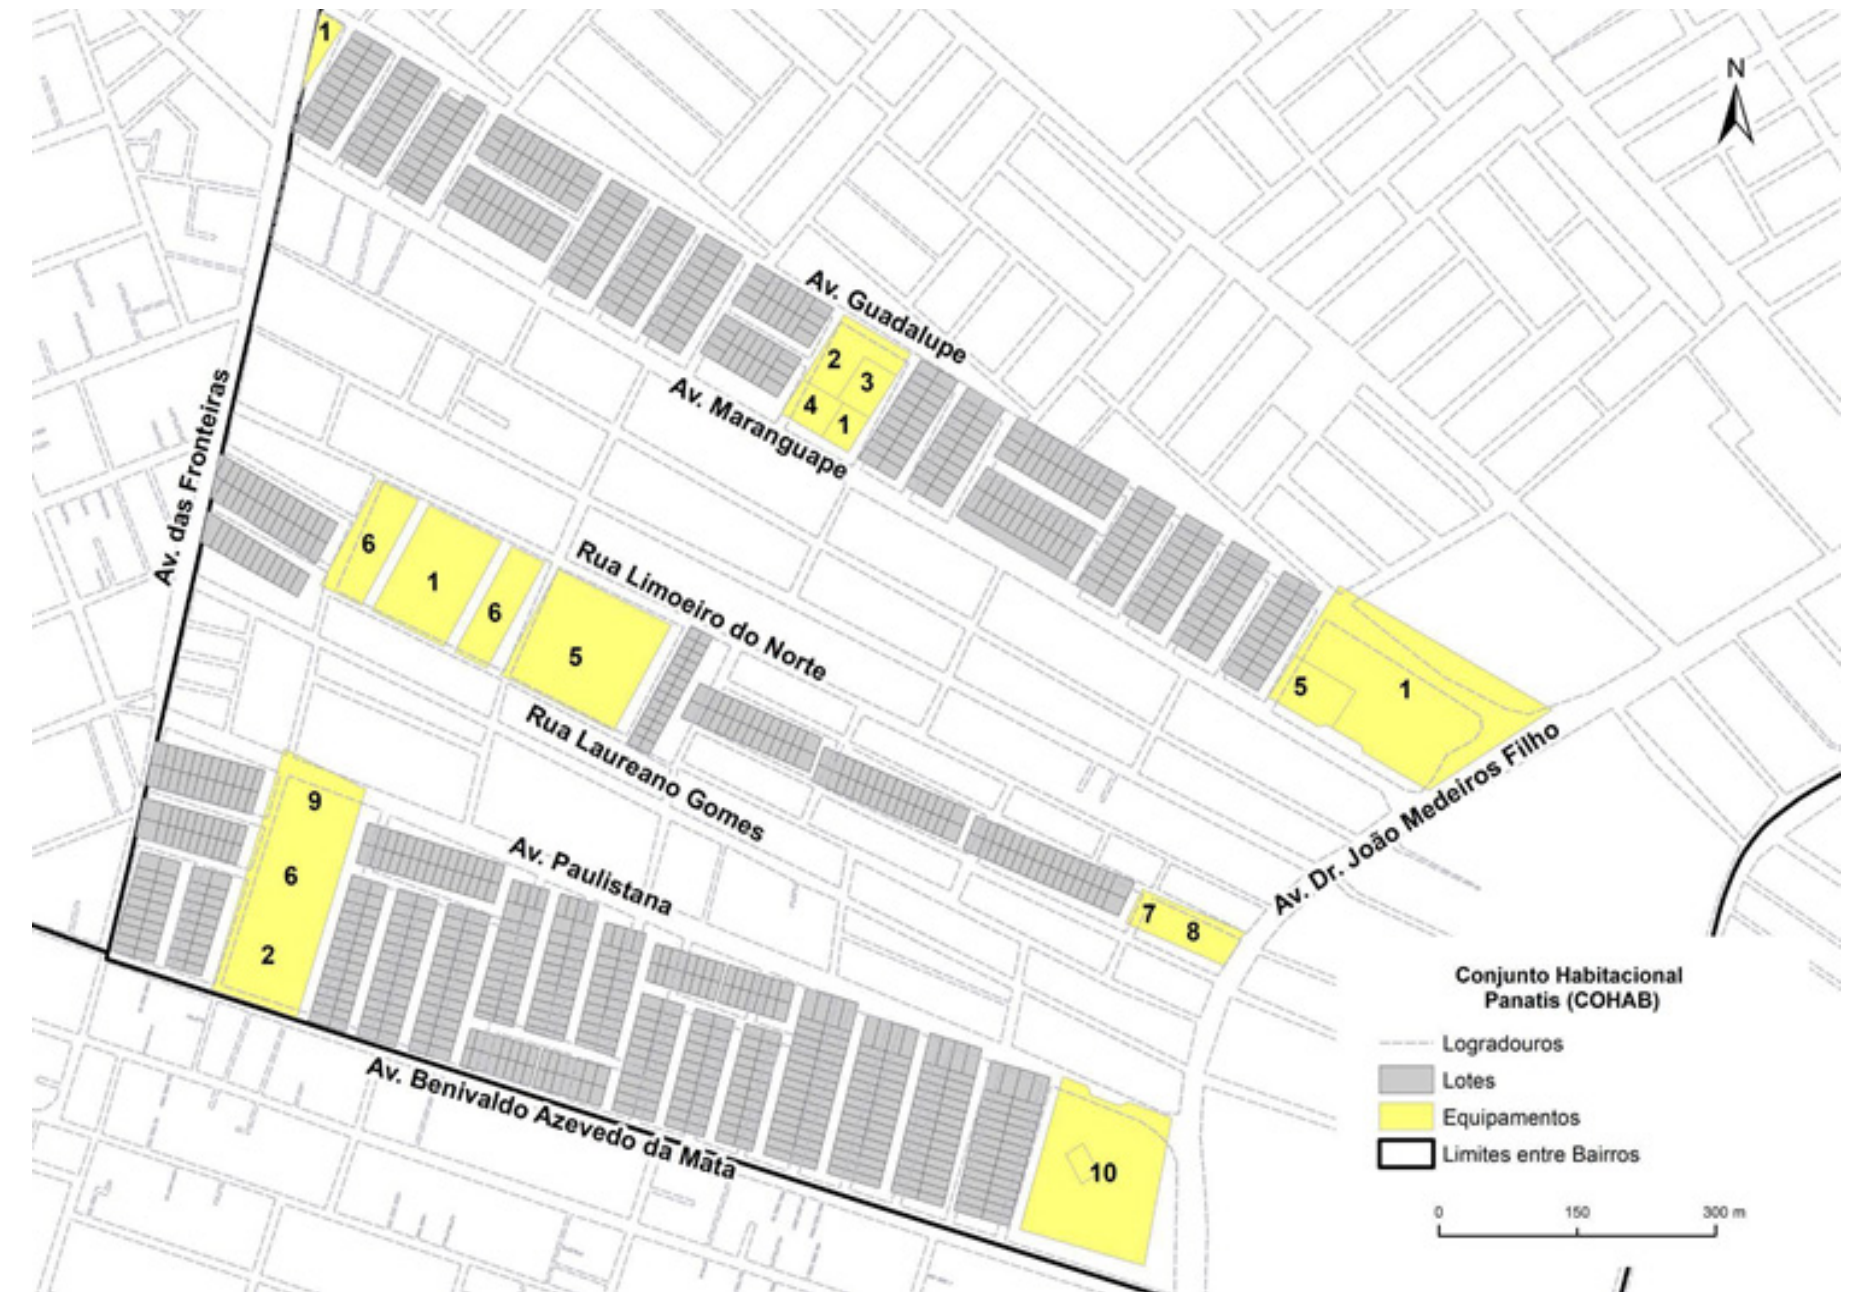 1
N
Av. Guadalupe
2
3
4
1
Av. Maranguape
Av. das Fronteiras
6
1
6
5
Rua Limoeiro do Norte
5
1
Rua Laureano Gomes
Av. Dr. João Medeiros Filho
9
6
2
Av. Paulistana
7
8
Av. Benivaldo Azevedo da Mata
10
Conjunto Habitacional
Panatis (COHAB)
Logradouros
Lotes
Equipamentos
Limites entre Bairros
0 150 300 m